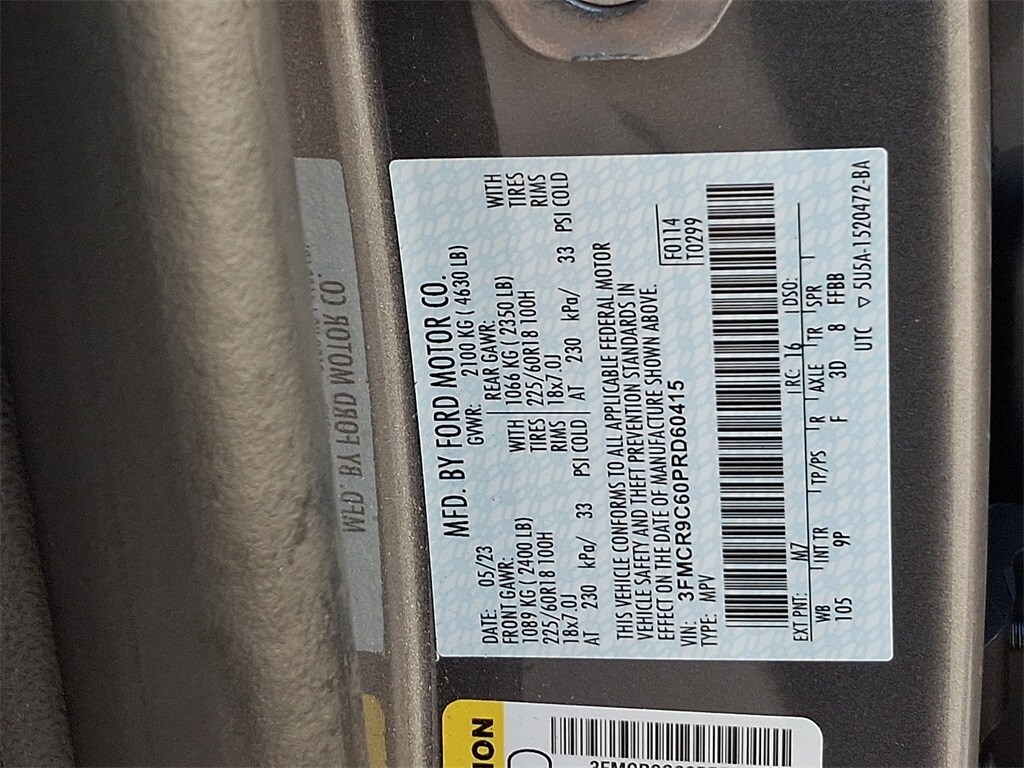 MFD. BY FORD MOTOR CO.
DATE: 05/23 GVWR: 2100 KG ( 4630 LB)
FRONT GAWR: REAR GAWR:
1089 KG ( 2400 LB) WITH 1066 KG ( 2350 LB) WITH
225/60R18 100H TIRES 225/60R18 100H TIRES
18x7.0J RIMS 18x7.0J RIMS
AT 230 kPa/ 33 PSI COLD AT 230 kPa/ 33 PSI COLD
THIS VEHICLE CONFORMS TO ALL APPLICABLE FEDERAL MOTOR
VEHICLE SAFETY AND THEFT PREVENTION STANDARDS IN
EFFECT ON THE DATE OF MANUFACTURE SHOWN ABOVE.
VIN: 3FMCR9C60PRD60415 F0114
TYPE: MPV T0299
EXT PNT: M7 RC: 16 DSO:
WB INT TR TP/PS R AXLE TR SPR
105 9P F 3D 8 FFBB
UTC ▽ 5U5A-1520472-BA
MFD. BY FORD MOTOR CO.
ION